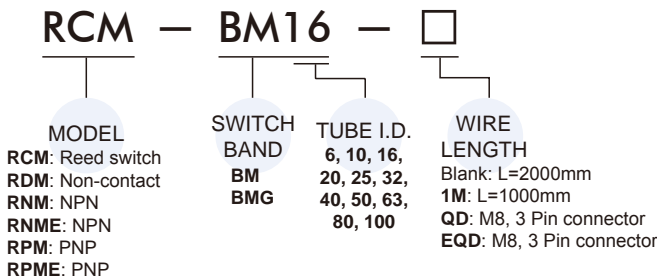 RCM — BM16 — □
MODEL
RCM: Reed switch
RDM: Non-contact
RNM: NPN
RNME: NPN
RPM: PNP
RPME: PNP
SWITCH
BAND
BM
BMG
TUBE I.D.
6, 10, 16,
20, 25, 32,
40, 50, 63,
80, 100
WIRE
LENGTH
Blank: L=2000mm
1M: L=1000mm
QD: M8, 3 Pin connector
EQD: M8, 3 Pin connector